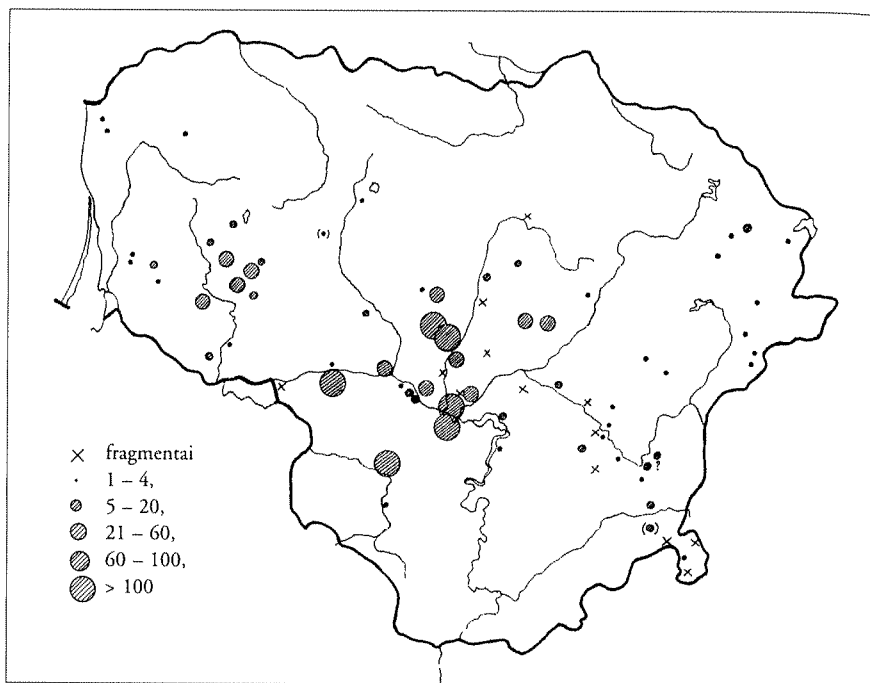 (•)
?
(•)
× fragmentai
• 1 – 4,
5 – 20,
21 – 60,
60 – 100,
> 100